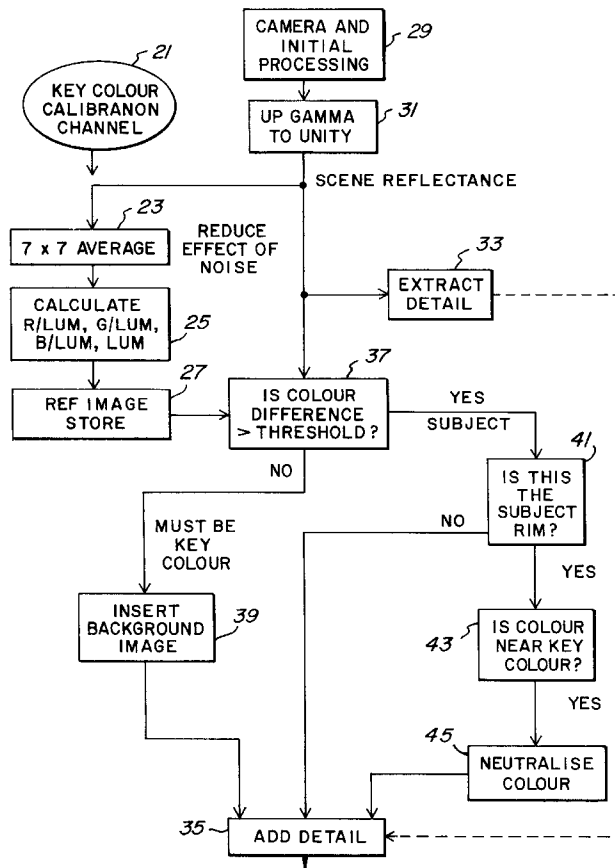 CAMERA AND
INITIAL
PROCESSING
29
21
KEY COLOUR
CALIBRANON
CHANNEL
UP GAMMA
TO UNITY
31
SCENE REFLECTANCE
23
7 x 7 AVERAGE
REDUCE
EFFECT OF
NOISE
33
EXTRACT
DETAIL
CALCULATE
R/LUM, G/LUM,
B/LUM, LUM
25
27
REF IMAGE
STORE
37
IS COLOUR
DIFFERENCE
> THRESHOLD?
YES
SUBJECT
NO
41
IS THIS
THE
SUBJECT
RIM?
NO
YES
MUST BE
KEY
COLOUR
INSERT
BACKGROUND
IMAGE
39
43
IS COLOUR
NEAR KEY
COLOUR?
YES
45
NEUTRALISE
COLOUR
35
ADD DETAIL